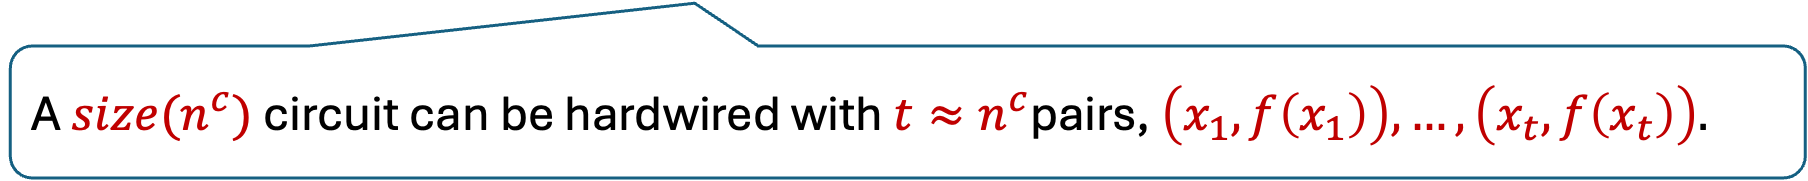 A size(n^c) circuit can be hardwired with t ≈ n^c pairs, (x_1, f(x_1)), … , (x_t, f(x_t)).